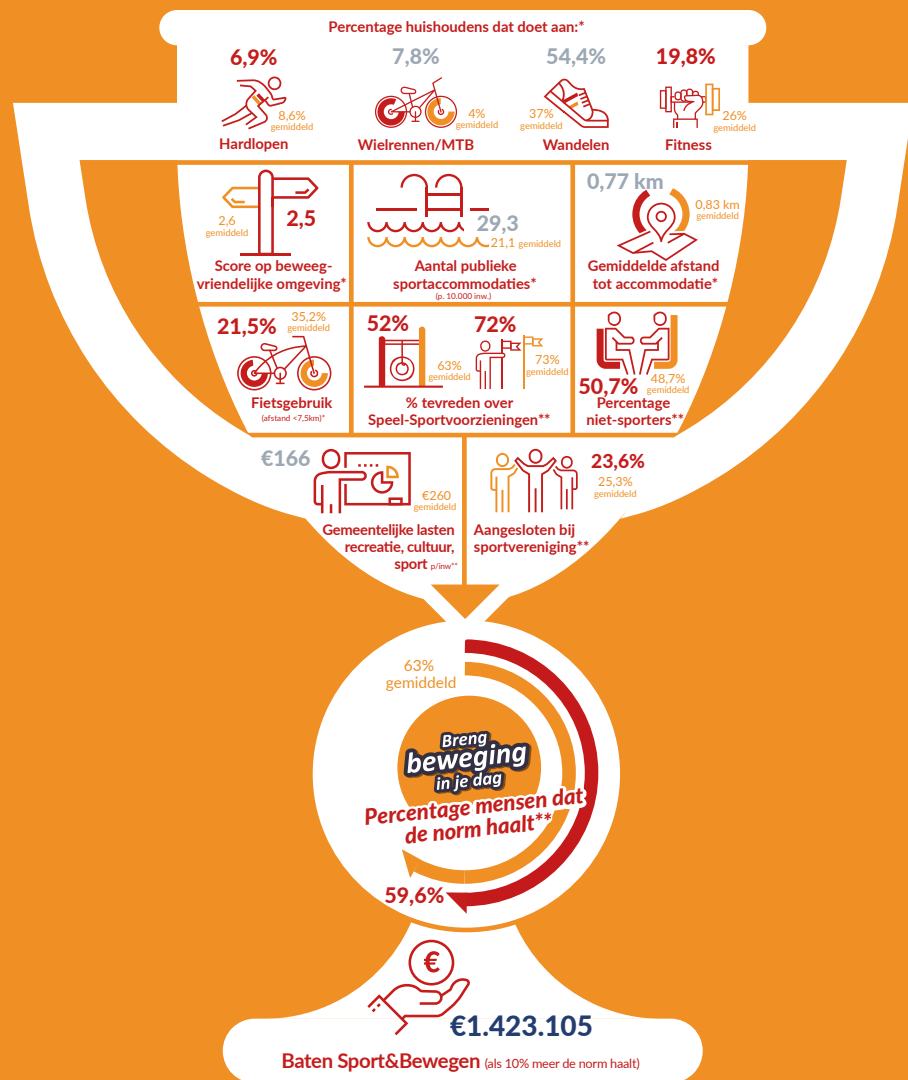 Percentage huishoudens dat doet aan:*
6,9%
8,6%
gemiddeld
Hardlopen
7,8%
4%
gemiddeld
Wielrennen/MTB
54,4%
37%
gemiddeld
Wandelen
19,8%
26%
gemiddeld
Fitness
2,6
gemiddeld
2,5
Score op beweeg-
vriendelijke omgeving*
29,3
21,1 gemiddeld
Aantal publieke
sportaccommodaties*
(p. 10.000 inw.)
0,77 km
0,83 km
gemiddeld
Gemiddelde afstand
tot accommodatie*
21,5%
35,2%
gemiddeld
Fietsgebruik
(afstand <7,5km)*
52%
63%
gemiddeld
72%
73%
gemiddeld
% tevreden over
Speel-Sportvoorzieningen**
50,7%
48,7%
gemiddeld
Percentage
niet-sporters**
€166
€260
gemiddeld
Gemeentelijke lasten
recreatie, cultuur,
sport p/inw**
23,6%
25,3%
gemiddeld
Aangesloten bij
sportvereniging**
63%
gemiddeld
Breng
beweging
in je dag
Percentage mensen dat
de norm haalt**
59,6%
€
€1.423.105
Baten Sport&Bewegen (als 10% meer de norm haalt)